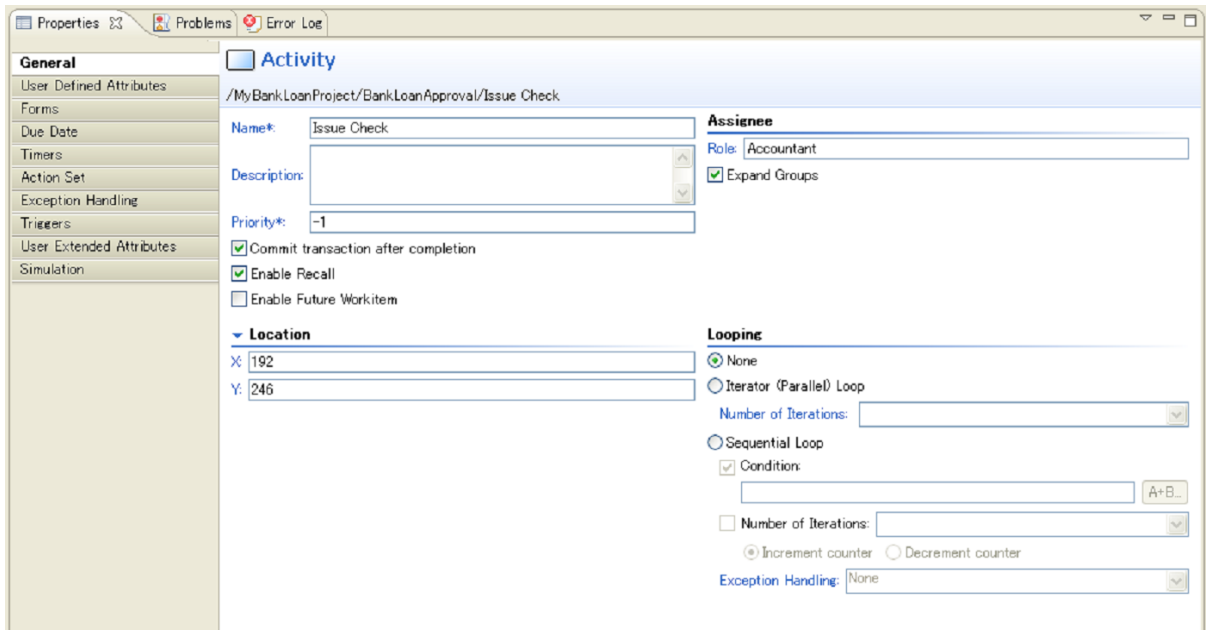 Properties Problems Error Log
General
User Defined Attributes
Forms
Due Date
Timers
Action Set
Exception Handling
Triggers
User Extended Attributes
Simulation
Activity
/MyBankLoanProject/BankLoanApproval/Issue Check
Name*: Issue Check
Description:
Priority*: -1
Commit transaction after completion
Enable Recall
Enable Future Workitem
Assignee
Role: Accountant
Expand Groups
Location
X: 192
Y: 246
Looping
None
Iterator (Parallel) Loop
Number of Iterations:
Sequential Loop
Condition:
A+B...
Number of Iterations:
Increment counter Decrement counter
Exception Handling: None